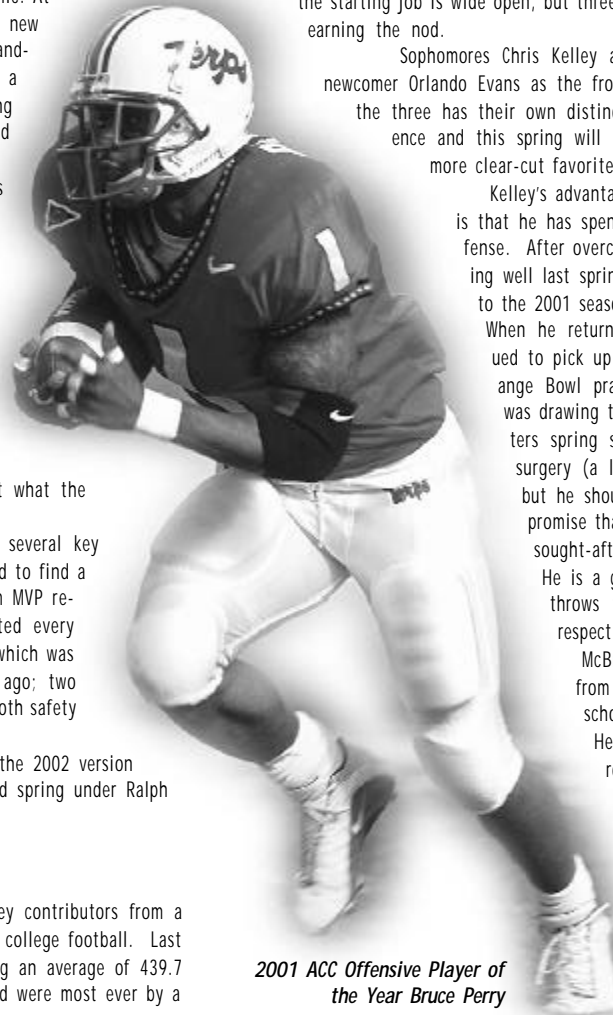 new
and-
a
ng
d
s
t what the
several key
d to find a
n MVP re-
ted every
which was
ago; two
oth safety
the 2002 version
d spring under Ralph
ey contributors from a
college football. Last
g an average of 439.7
d were most ever by a
the starting job is wide open, but three
earning the nod.
Sophomores Chris Kelley a
newcomer Orlando Evans as the fro
the three has their own distin
ence and this spring will
more clear-cut favorite
Kelley's advanta
is that he has spen
fense. After overc
ing well last sprin
to the 2001 seas
When he return
ued to pick up
ange Bowl pra
was drawing t
ters spring s
surgery (a l
but he shou
promise tha
sought-aft
He is a g
throws
respect
McB
from
scho
He
r
Terps
1
Terps
2001 ACC Offensive Player of
the Year Bruce Perry